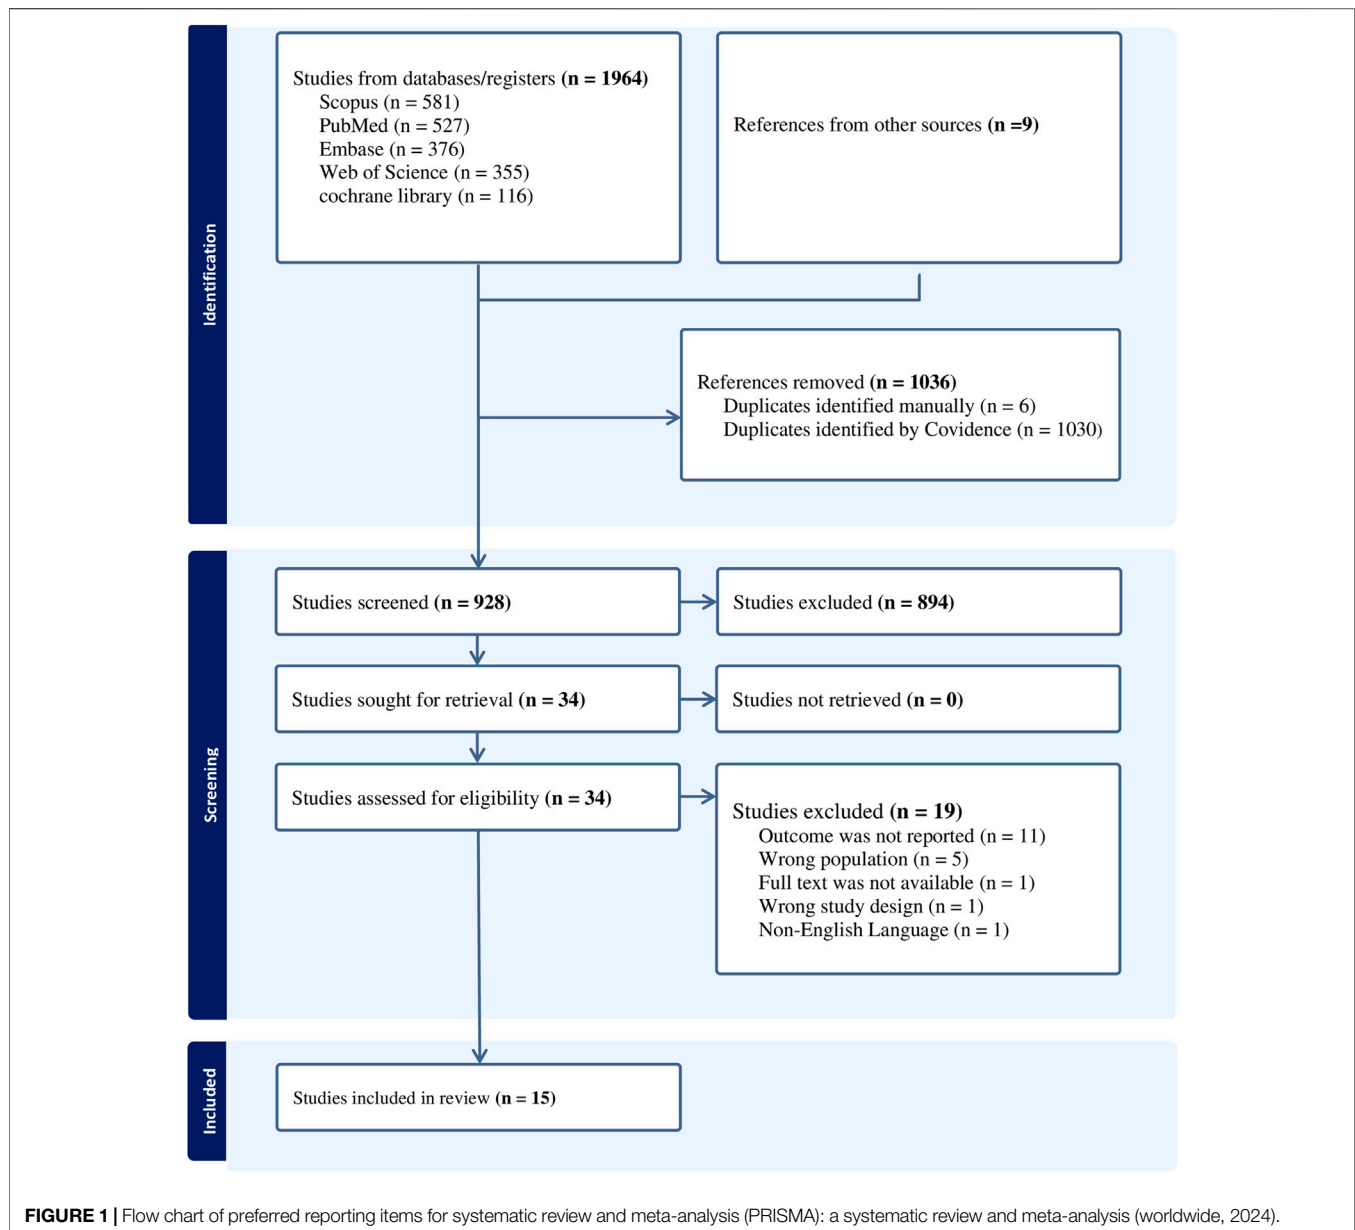 Identification
Studies from databases/registers (n = 1964)
Scopus (n = 581)
PubMed (n = 527)
Embase (n = 376)
Web of Science (n = 355)
cochrane library (n = 116)
References from other sources (n =9)
References removed (n = 1036)
Duplicates identified manually (n = 6)
Duplicates identified by Covidence (n = 1030)
Screening
Studies screened (n = 928)
Studies excluded (n = 894)
Studies sought for retrieval (n = 34)
Studies not retrieved (n = 0)
Studies assessed for eligibility (n = 34)
Studies excluded (n = 19)
Outcome was not reported (n = 11)
Wrong population (n = 5)
Full text was not available (n = 1)
Wrong study design (n = 1)
Non-English Language (n = 1)
Included
Studies included in review (n = 15)
FIGURE 1 | Flow chart of preferred reporting items for systematic review and meta-analysis (PRISMA): a systematic review and meta-analysis (worldwide, 2024).